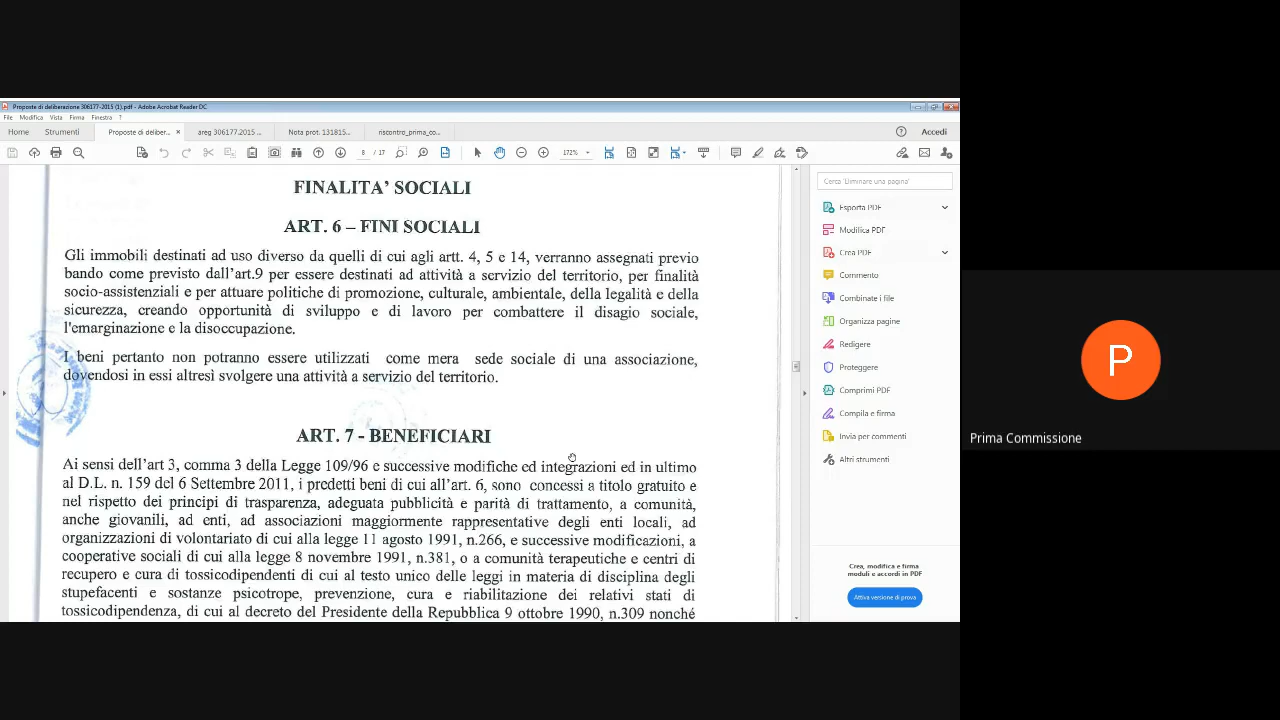 Proposte di deliberazione 306177-2015 (1).pdf - Adobe Acrobat Reader DC
File Modifica Vista Firma Finestra ?
Home Strumenti Proposte di deliber... × areg 306177.2015 ... Nota prot. 131815... riscontro_prima_co... Accedi
8 / 17 172%
FINALITA' SOCIALI
ART. 6 – FINI SOCIALI
Gli immobili destinati ad uso diverso da quelli di cui agli artt. 4, 5 e 14, verranno assegnati previo
bando come previsto dall'art.9 per essere destinati ad attività a servizio del territorio, per finalità
socio-assistenziali e per attuare politiche di promozione, culturale, ambientale, della legalità e della
sicurezza, creando opportunità di sviluppo e di lavoro per combattere il disagio sociale,
l'emarginazione e la disoccupazione.
I beni pertanto non potranno essere utilizzati come mera sede sociale di una associazione,
dovendosi in essi altresì svolgere una attività a servizio del territorio.
ART. 7 - BENEFICIARI
Ai sensi dell'art 3, comma 3 della Legge 109/96 e successive modifiche ed integrazioni ed in ultimo
al D.L. n. 159 del 6 Settembre 2011, i predetti beni di cui all'art. 6, sono concessi a titolo gratuito e
nel rispetto dei principi di trasparenza, adeguata pubblicità e parità di trattamento, a comunità,
anche giovanili, ad enti, ad associazioni maggiormente rappresentative degli enti locali, ad
organizzazioni di volontariato di cui alla legge 11 agosto 1991, n.266, e successive modificazioni, a
cooperative sociali di cui alla legge 8 novembre 1991, n.381, o a comunità terapeutiche e centri di
recupero e cura di tossicodipendenti di cui al testo unico delle leggi in materia di disciplina degli
stupefacenti e sostanze psicotrope, prevenzione, cura e riabilitazione dei relativi stati di
tossicodipendenza, di cui al decreto del Presidente della Repubblica 9 ottobre 1990, n.309 nonché
Cerca 'Eliminare una pagina'
Esporta PDF
Modifica PDF
Crea PDF
Commento
Combinate i file
Organizza pagine
Redigere
Proteggere
Comprimi PDF
Compila e firma
Invia per commenti
Altri strumenti
Crea, modifica e firma
moduli e accordi in PDF
Attiva versione di prova
P
Prima Commissione